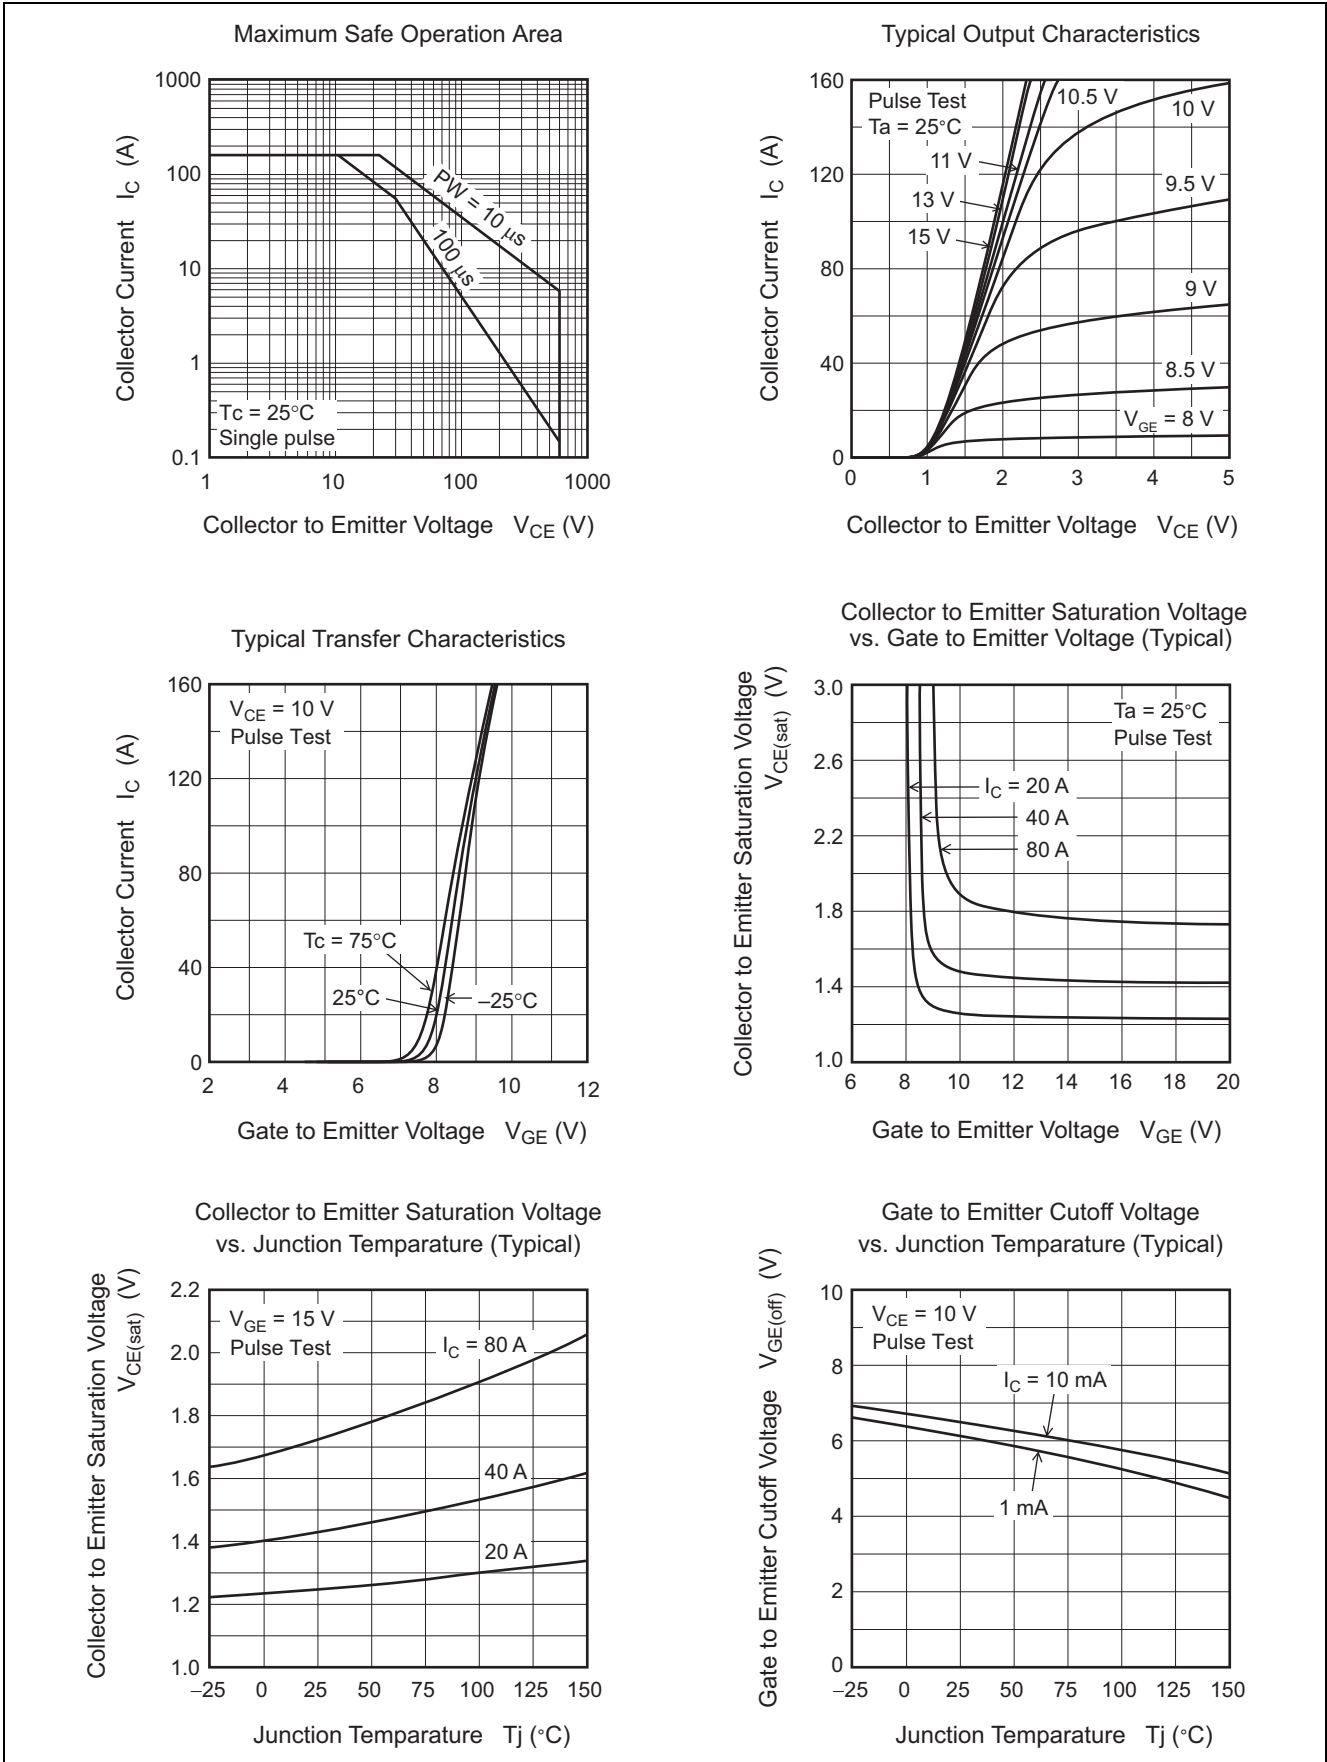 Maximum Safe Operation Area
1000
100
10
1
0.1
1
10
100
1000
Collector Current IC (A)
PW = 10 μs
100 μs
Tc = 25°C
Single pulse
Collector to Emitter Voltage VCE (V)
Typical Output Characteristics
160
120
80
40
0
0
1
2
3
4
5
Collector Current IC (A)
Pulse Test
Ta = 25°C
10.5 V
10 V
11 V
13 V
15 V
9.5 V
9 V
8.5 V
VGE = 8 V
Collector to Emitter Voltage VCE (V)
Typical Transfer Characteristics
160
120
80
40
0
2
4
6
8
10
12
Collector Current IC (A)
VCE = 10 V
Pulse Test
Tc = 75°C
25°C
–25°C
Gate to Emitter Voltage VGE (V)
Collector to Emitter Saturation Voltage
vs. Gate to Emitter Voltage (Typical)
Collector to Emitter Saturation Voltage
VCE(sat) (V)
3.0
2.6
2.2
1.8
1.4
1.0
6
8
10
12
14
16
18
20
Ta = 25°C
Pulse Test
IC = 20 A
40 A
80 A
Gate to Emitter Voltage VGE (V)
Collector to Emitter Saturation Voltage
vs. Junction Temparature (Typical)
Collector to Emitter Saturation Voltage
VCE(sat) (V)
2.2
2.0
1.8
1.6
1.4
1.2
1.0
–25
0
25
50
75
100
125
150
VGE = 15 V
Pulse Test
IC = 80 A
40 A
20 A
Junction Temparature Tj (°C)
Gate to Emitter Cutoff Voltage
vs. Junction Temparature (Typical)
Gate to Emitter Cutoff Voltage VGE(off) (V)
10
8
6
4
2
0
–25
0
25
50
75
100
125
150
VCE = 10 V
Pulse Test
IC = 10 mA
1 mA
Junction Temparature Tj (°C)